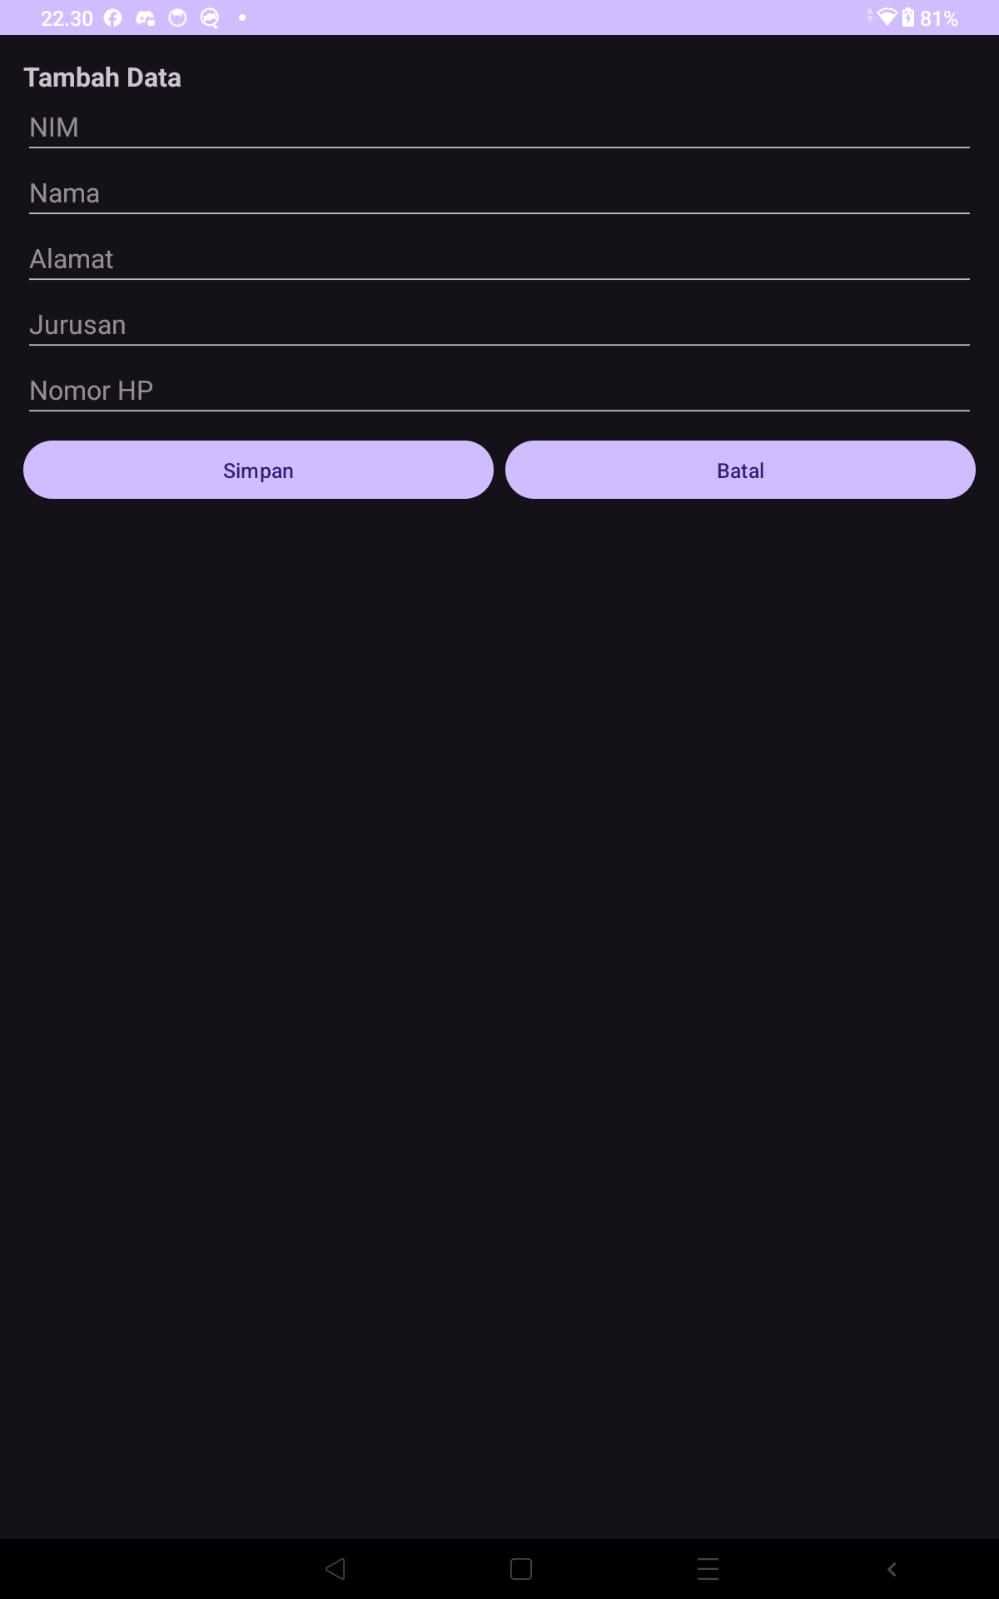 22.30 81%
Tambah Data
NIM
Nama
Alamat
Jurusan
Nomor HP
Simpan Batal